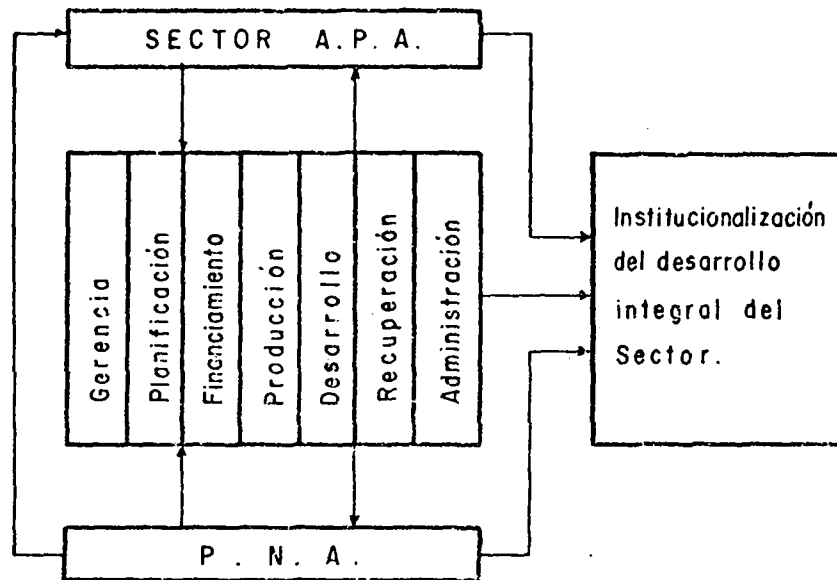 SECTOR A.P.A.
Gerencia
Planificación
Financiamiento
Producción
Desarrollo
Recuperación
Administración
Institucionalización
del desarrollo
integral del
Sector.
P. N. A.